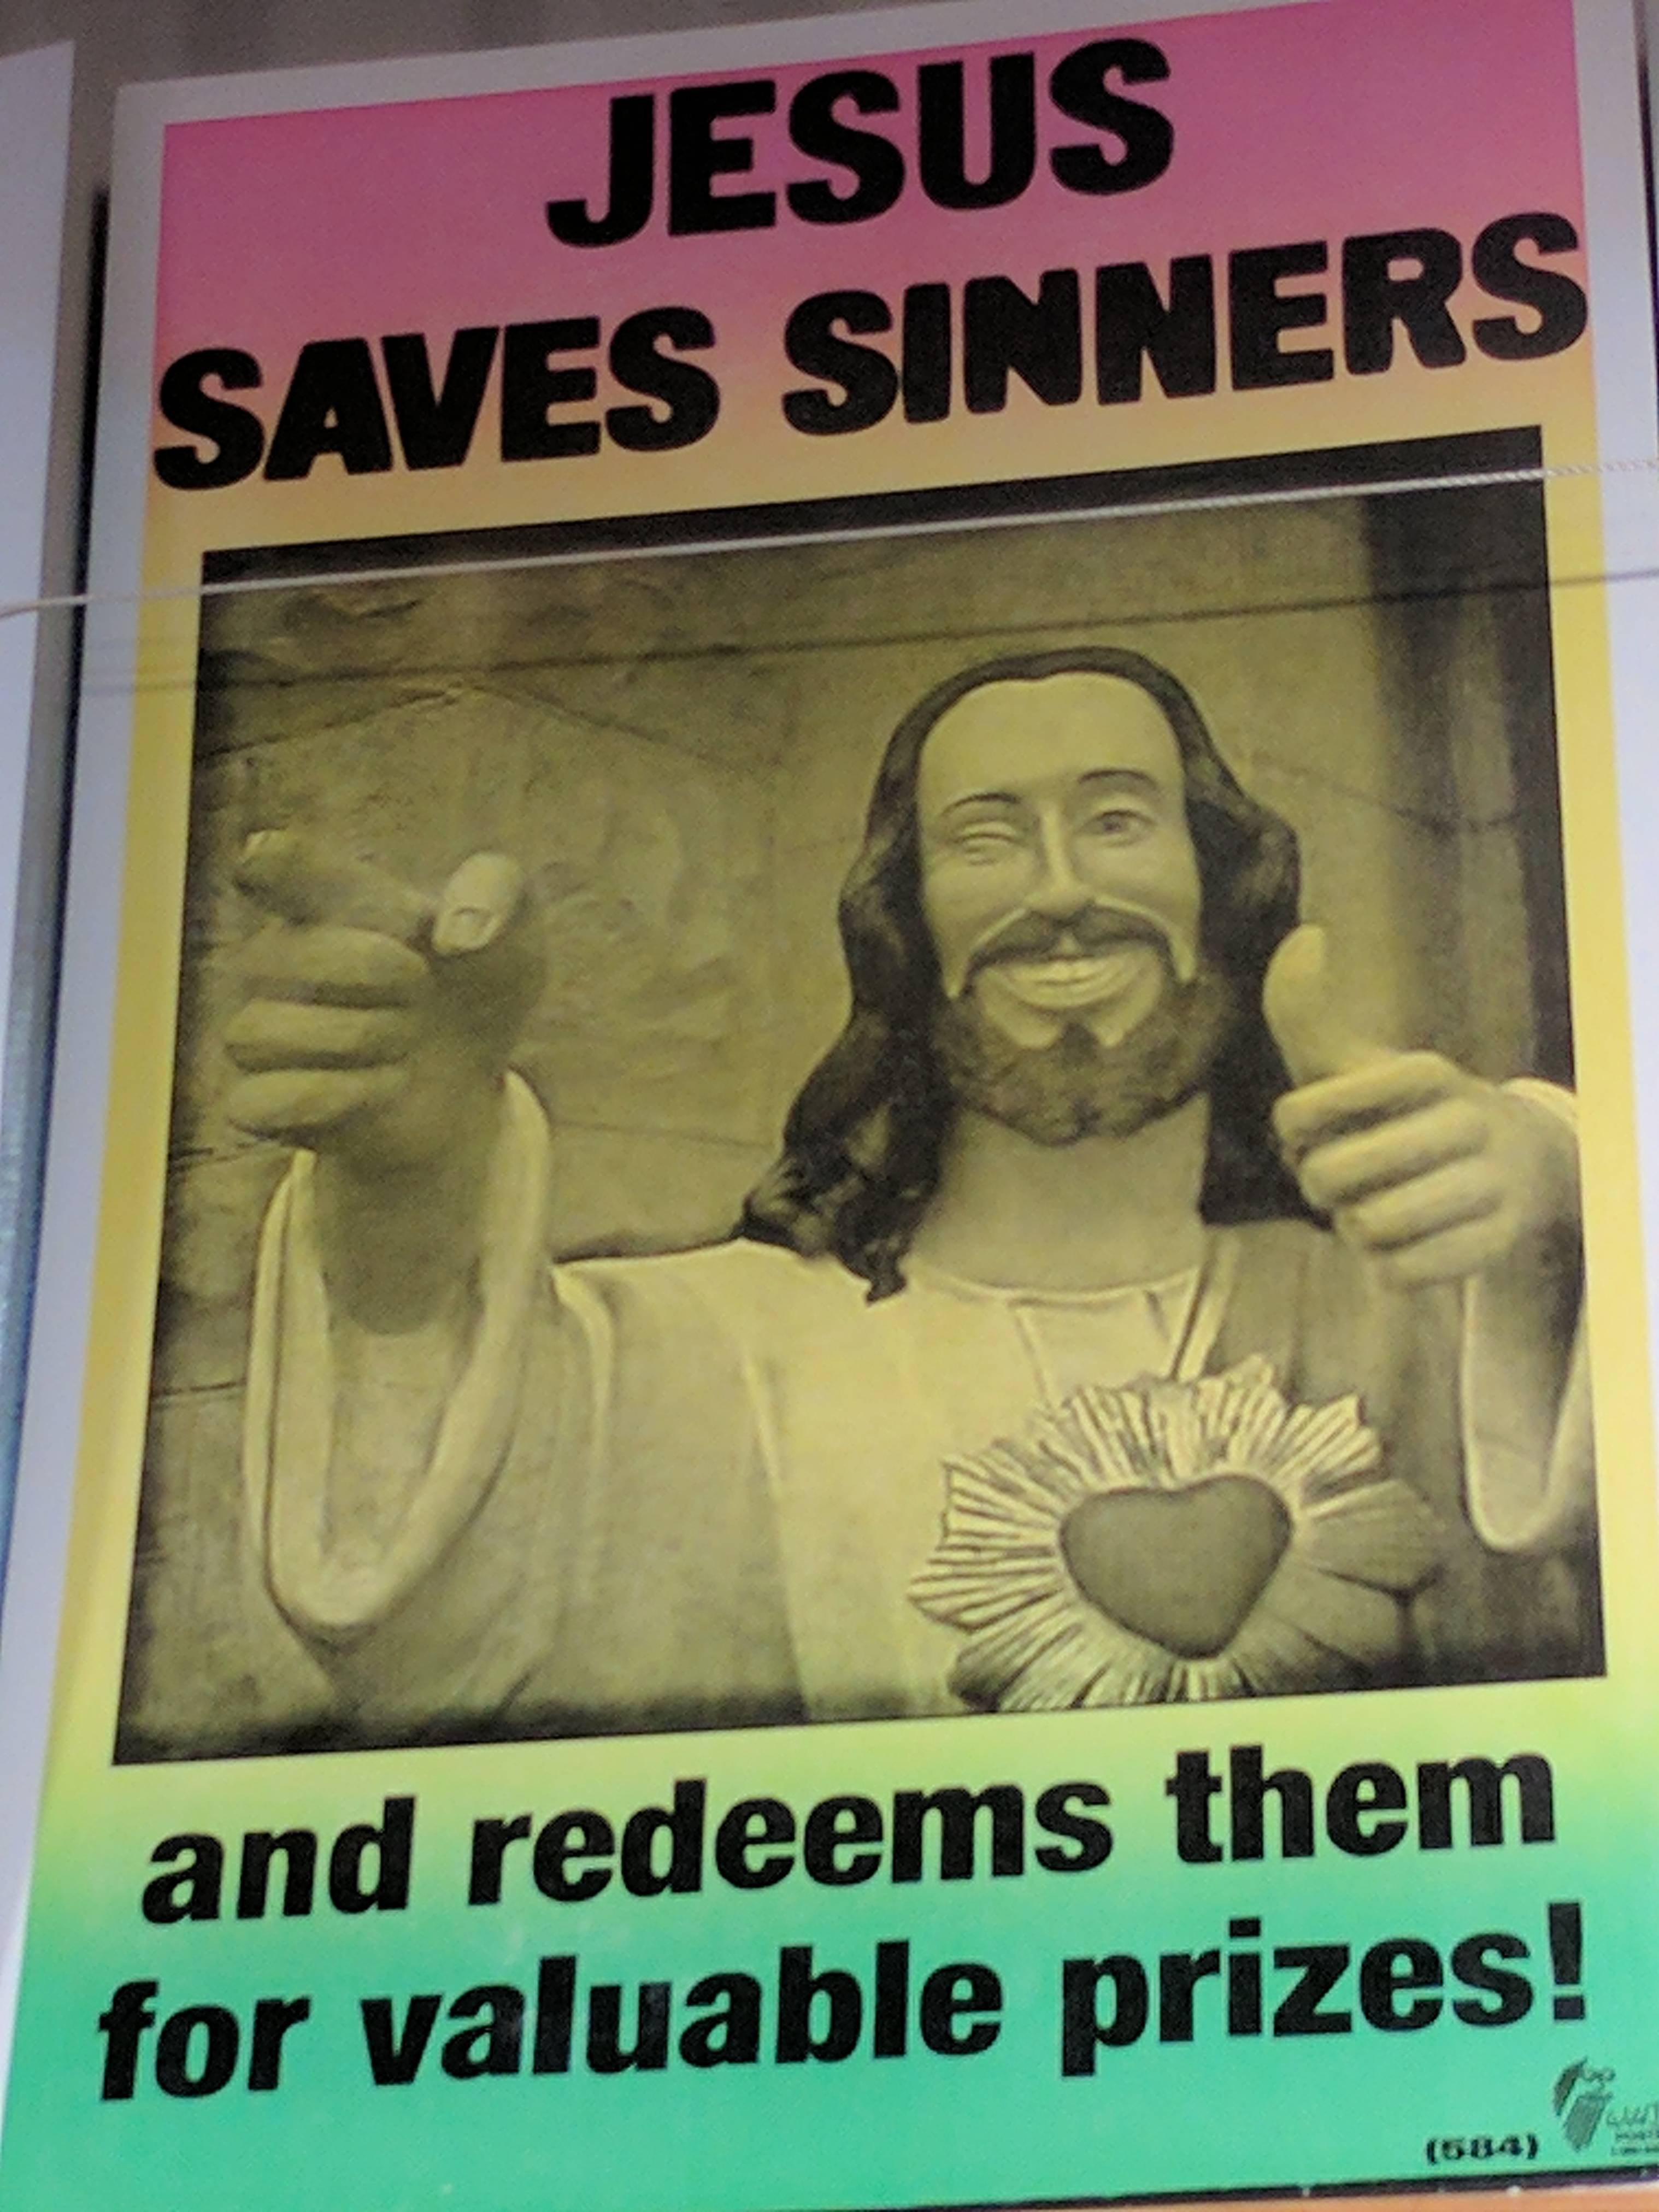 JESUS
SAVES SINNERS
and redeems them
for valuable prizes!
(584)